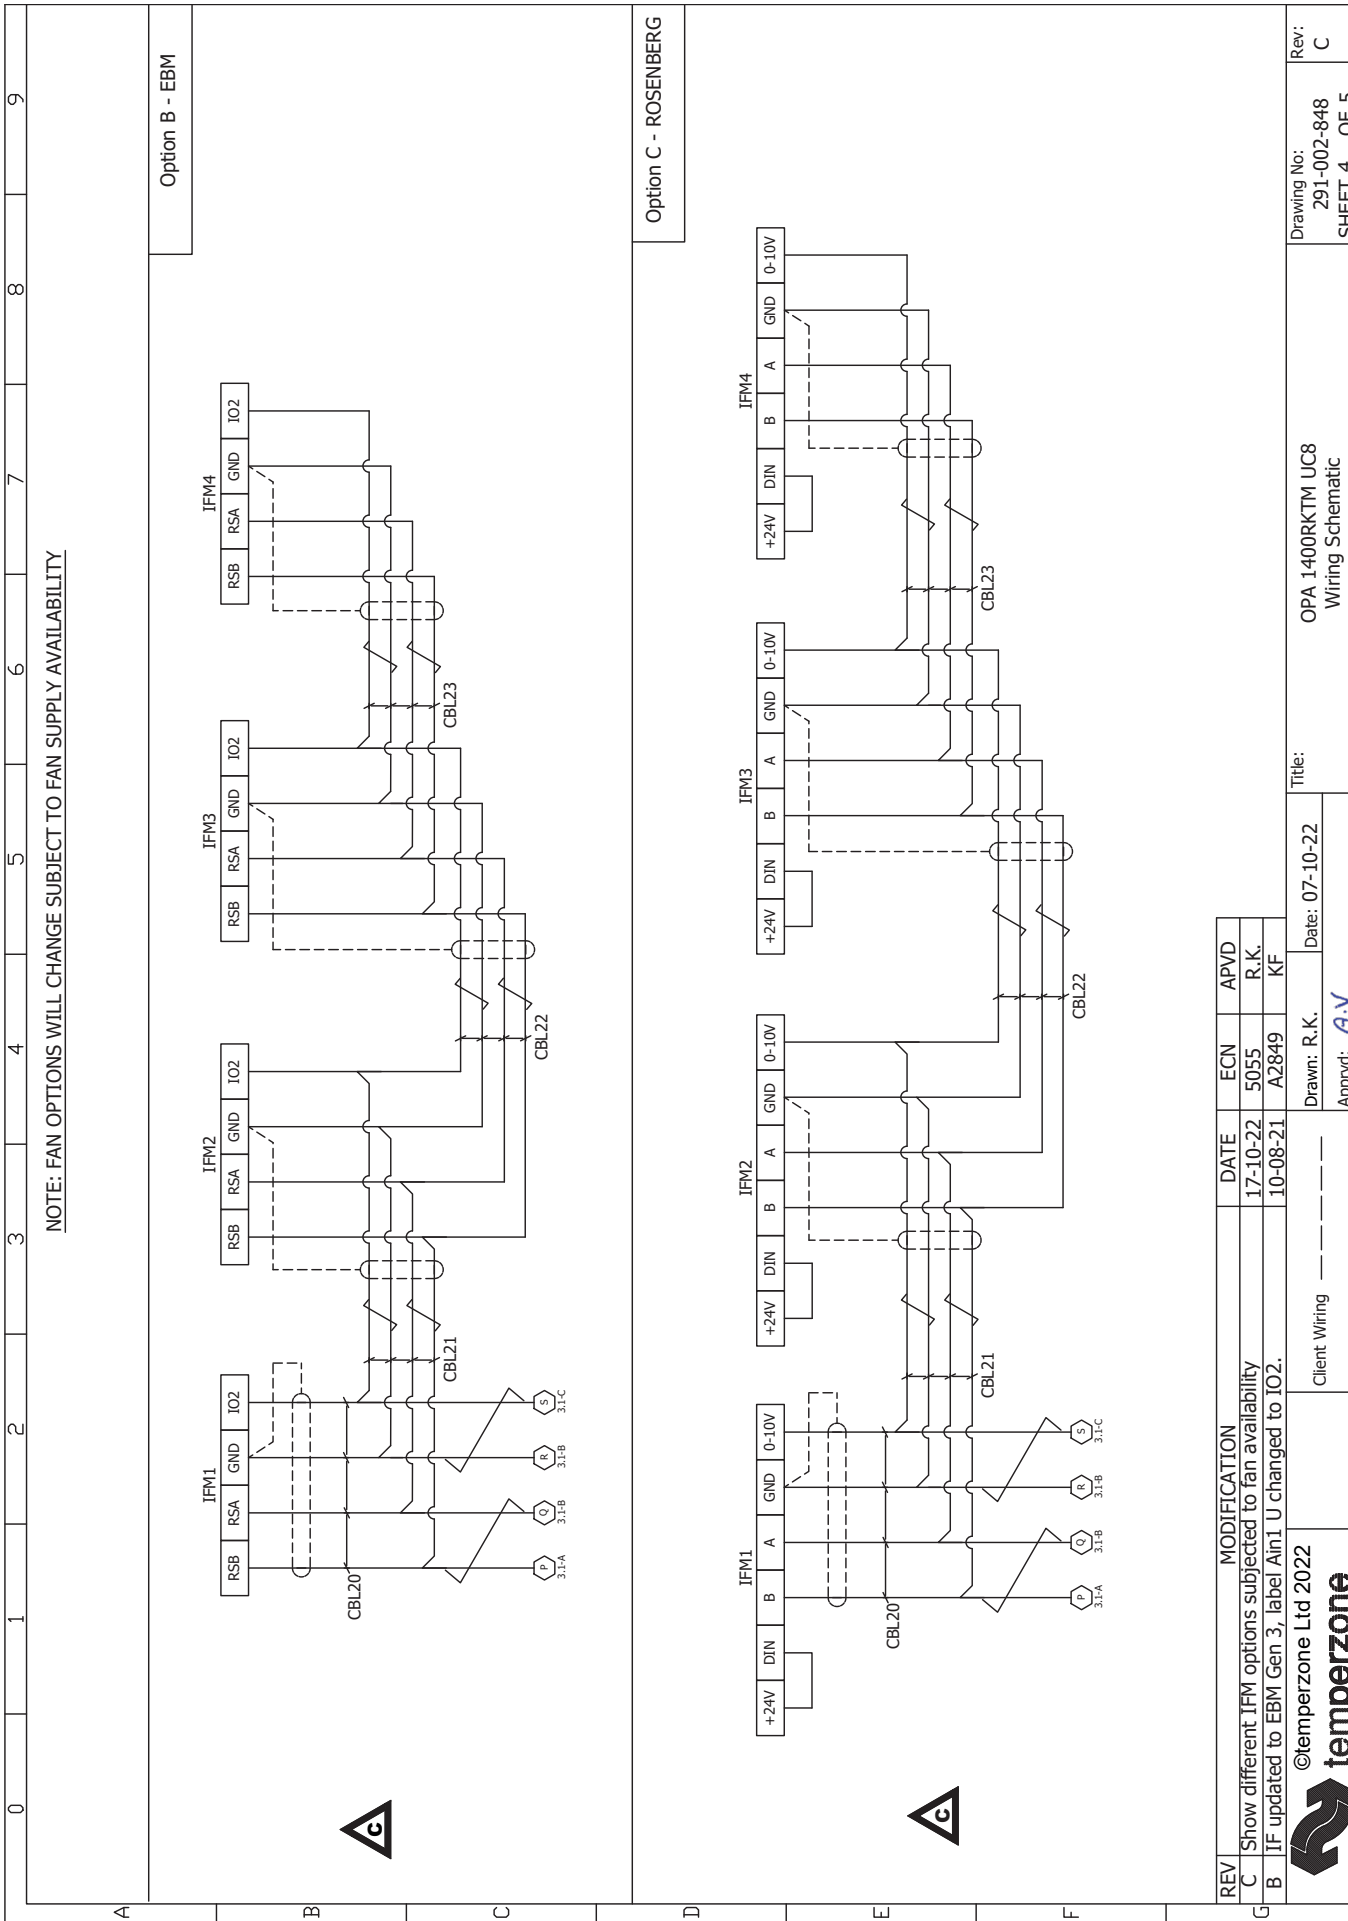 0 1 2 3 4 5 6 7 8 9
A
B
C
D
E
F
G
NOTE: FAN OPTIONS WILL CHANGE SUBJECT TO FAN SUPPLY AVAILABILITY
Option B - EBM
IFM1 IFM2 IFM3 IFM4
RSB RSA GND IO2
RSB RSA GND IO2
RSB RSA GND IO2
RSB RSA GND IO2
CBL20
CBL21
CBL22
CBL23
P Q R S
3.1-A 3.1-B 3.1-B 3.1-C
C
Option C - ROSENBERG
IFM1 IFM2 IFM3 IFM4
+24V DIN B A GND 0-10V
+24V DIN B A GND 0-10V
+24V DIN B A GND 0-10V
+24V DIN B A GND 0-10V
CBL20
CBL21
CBL22
CBL23
P Q R S
3.1-A 3.1-B 3.1-B 3.1-C
C
REV MODIFICATION DATE ECN APVD
C Show different IFM options subjected to fan availability 17-10-22 5055 R.K.
B IF updated to EBM Gen 3, label Ain1 U changed to IO2. 10-08-21 A2849 KF
©temperzone Ltd 2022
temperzone
Client Wiring
Drawn: R.K.
Date: 07-10-22
Apprvd: A.V
Title:
OPA 1400RKTM UC8
Wiring Schematic
Drawing No:
291-002-848
SHEET 4 OF 5
Rev:
C